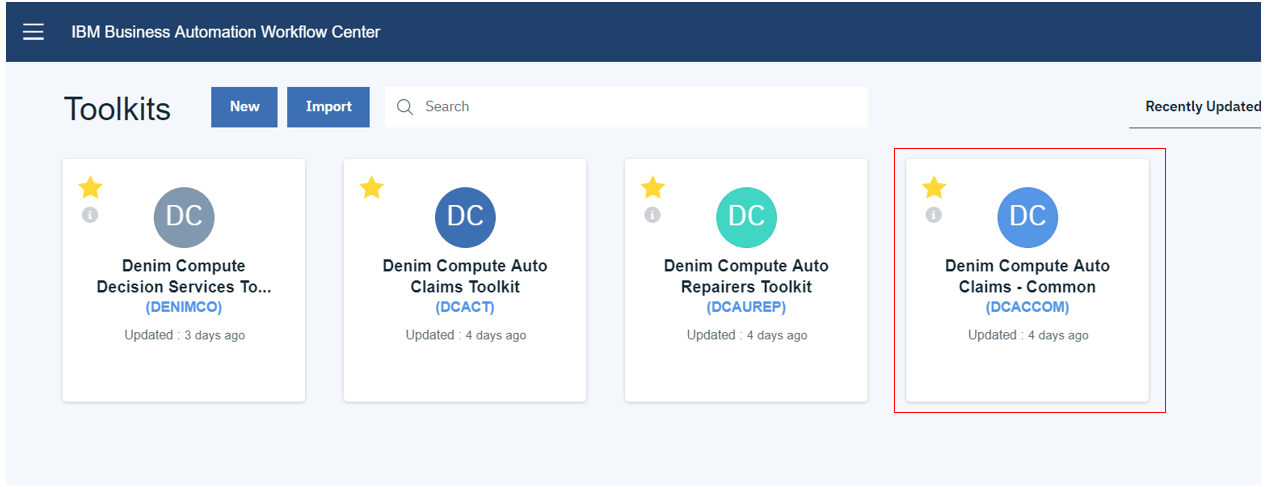 IBM Business Automation Workflow Center
Toolkits
New
Import
Search
Recently Updated
DC
Denim Compute
Decision Services To...
(DENIMCO)
Updated : 3 days ago
DC
Denim Compute Auto
Claims Toolkit
(DCACT)
Updated : 4 days ago
DC
Denim Compute Auto
Repairers Toolkit
(DCAUREP)
Updated : 4 days ago
DC
Denim Compute Auto
Claims - Common
(DCACCOM)
Updated : 4 days ago